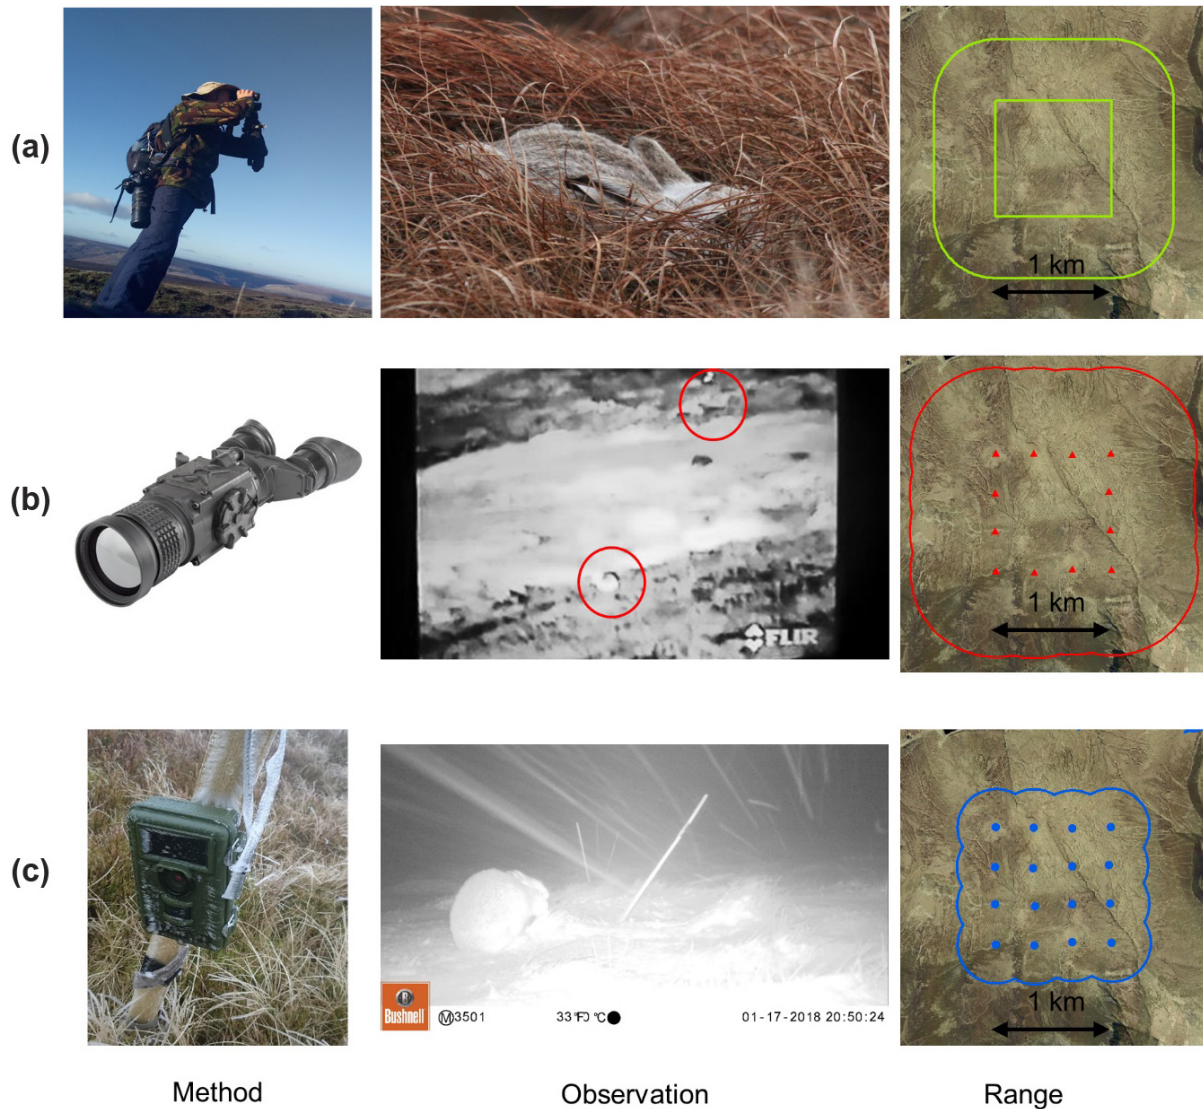 (a)
1 km
(b)
FLIR
1 km
(c)
Bushnell
M3501 33°F0 °C● 01-17-2018 20:50:24
1 km
Method Observation Range